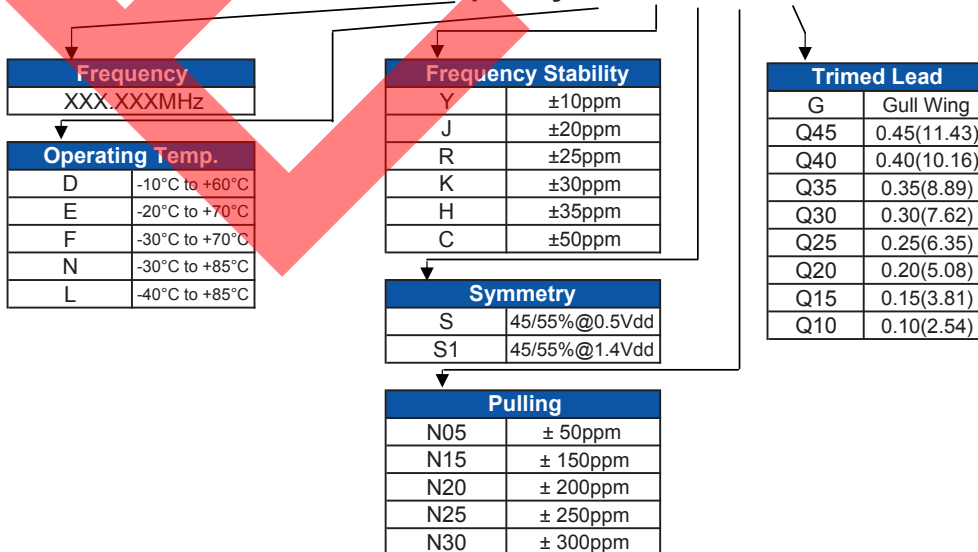 Frequency
XXX.XXXMHz
Operating Temp.
D -10°C to +60°C
E -20°C to +70°C
F -30°C to +70°C
N -30°C to +85°C
L -40°C to +85°C
Frequency Stability
Y ±10ppm
J ±20ppm
R ±25ppm
K ±30ppm
H ±35ppm
C ±50ppm
Symmetry
S 45/55%@0.5Vdd
S1 45/55%@1.4Vdd
Pulling
N05 ± 50ppm
N15 ± 150ppm
N20 ± 200ppm
N25 ± 250ppm
N30 ± 300ppm
Trimed Lead
G Gull Wing
Q45 0.45(11.43)
Q40 0.40(10.16)
Q35 0.35(8.89)
Q30 0.30(7.62)
Q25 0.25(6.35)
Q20 0.20(5.08)
Q15 0.15(3.81)
Q10 0.10(2.54)